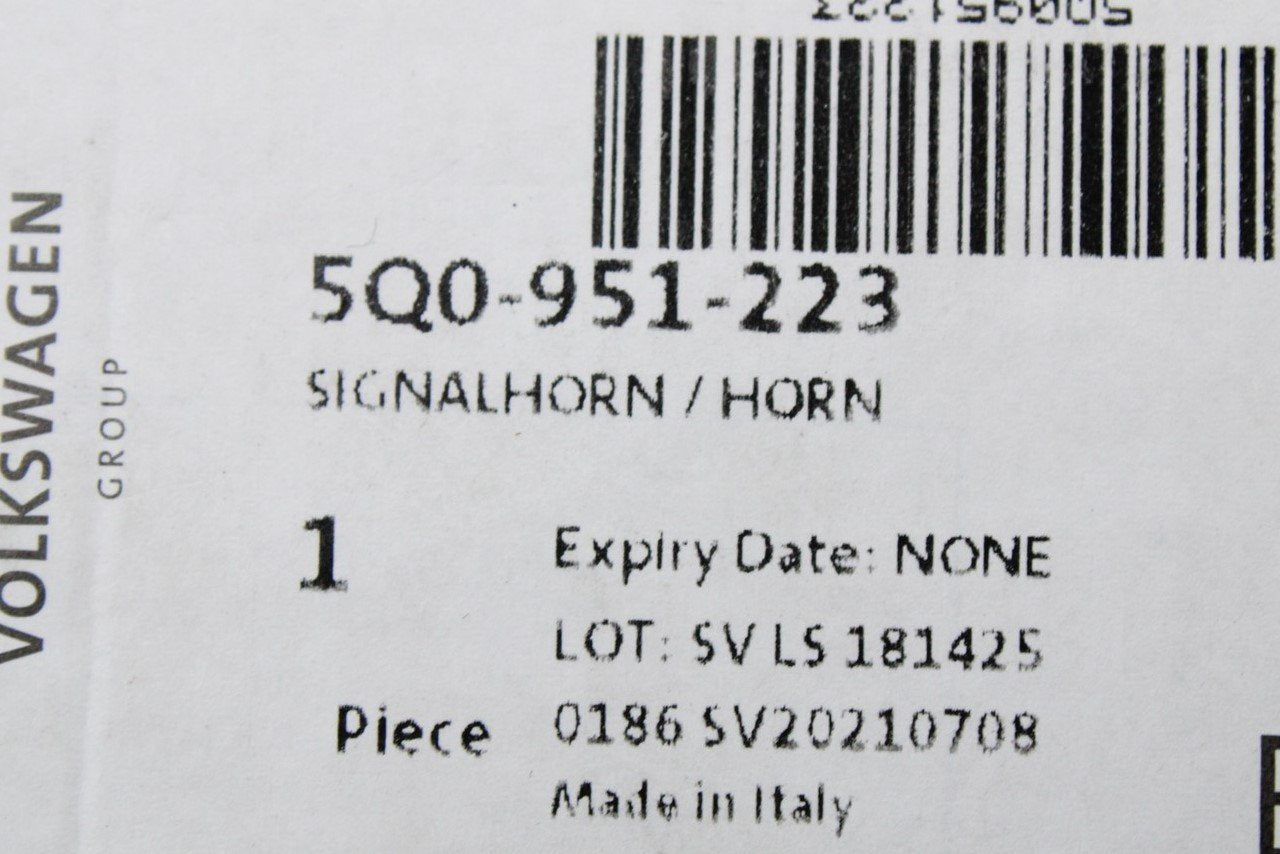 5Q0951223
5Q0-951-223
SIGNALHORN / HORN
1
Piece
Expiry Date: NONE
LOT: SV LS 181425
0186 SV20210708
Made in Italy
VOLKSWAGEN
GROUP